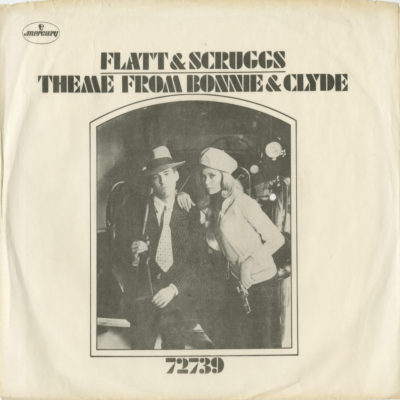 mercury
FLATT & SCRUGGS
THEME FROM BONNIE & CLYDE
72739